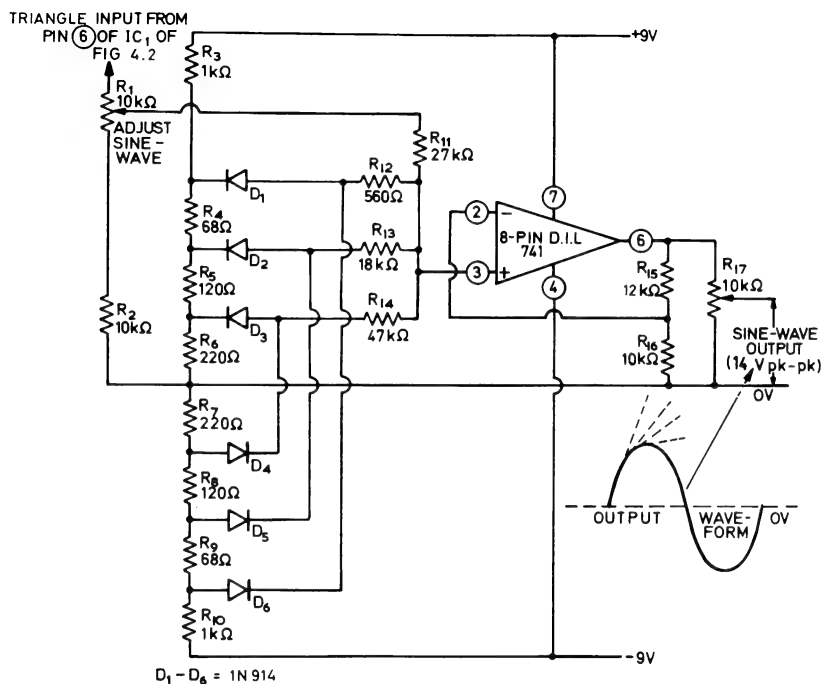 TRIANGLE INPUT FROM
PIN 6 OF IC1 OF
FIG 4.2
R1
10kΩ
ADJUST
SINE-
WAVE
R2
10kΩ
R3
1kΩ
R4
68Ω
R5
120Ω
R6
220Ω
R7
220Ω
R8
120Ω
R9
68Ω
R10
1kΩ
D1
D2
D3
D4
D5
D6
R11
27kΩ
R12
560Ω
R13
18kΩ
R14
47kΩ
+9V
2
-
3
+
8-PIN D.I.L
741
7
4
6
R15
12kΩ
R16
10kΩ
R17
10kΩ
SINE-WAVE
OUTPUT
(14 V pk-pk)
0V
OUTPUT
WAVE-
FORM
0V
-9V
D1-D6 = 1N 914